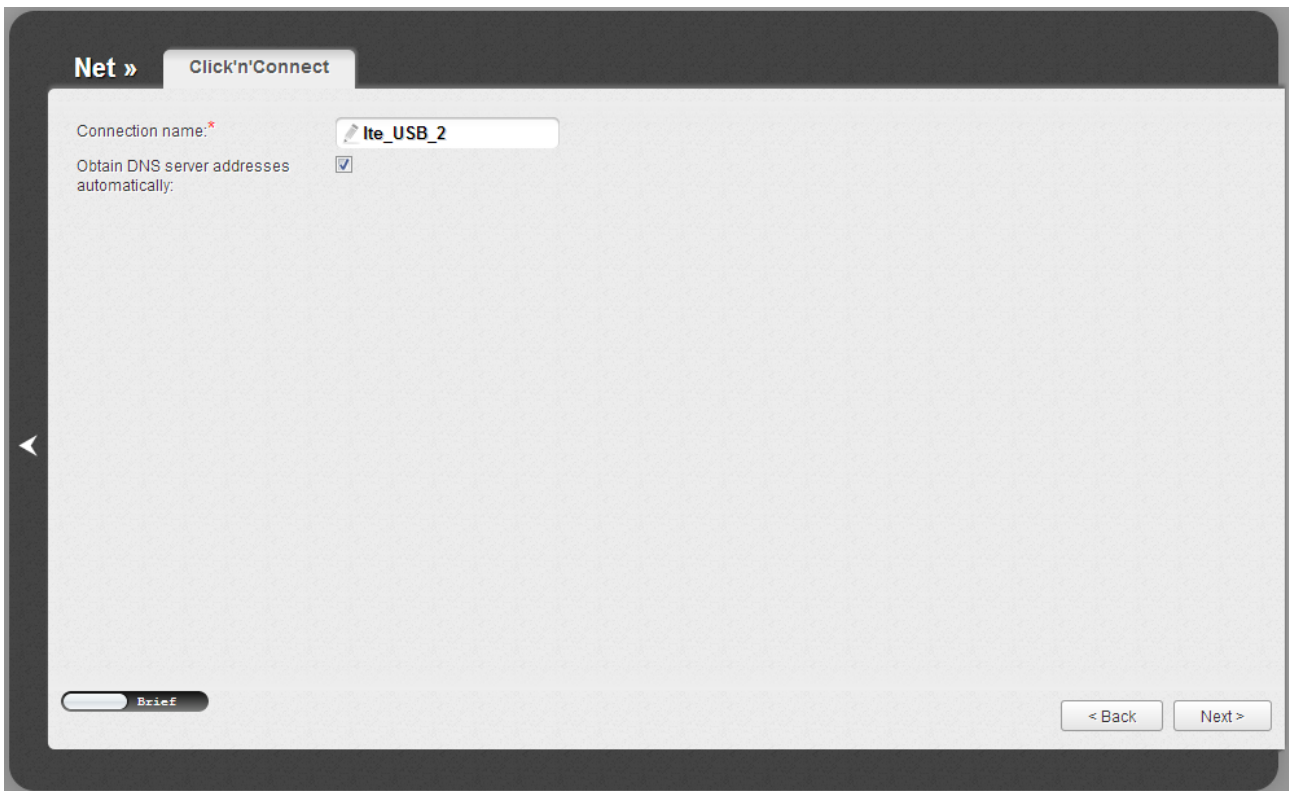 Net »
Click'n'Connect
Connection name:*
lte_USB_2
Obtain DNS server addresses
automatically:
Brief
< Back
Next >